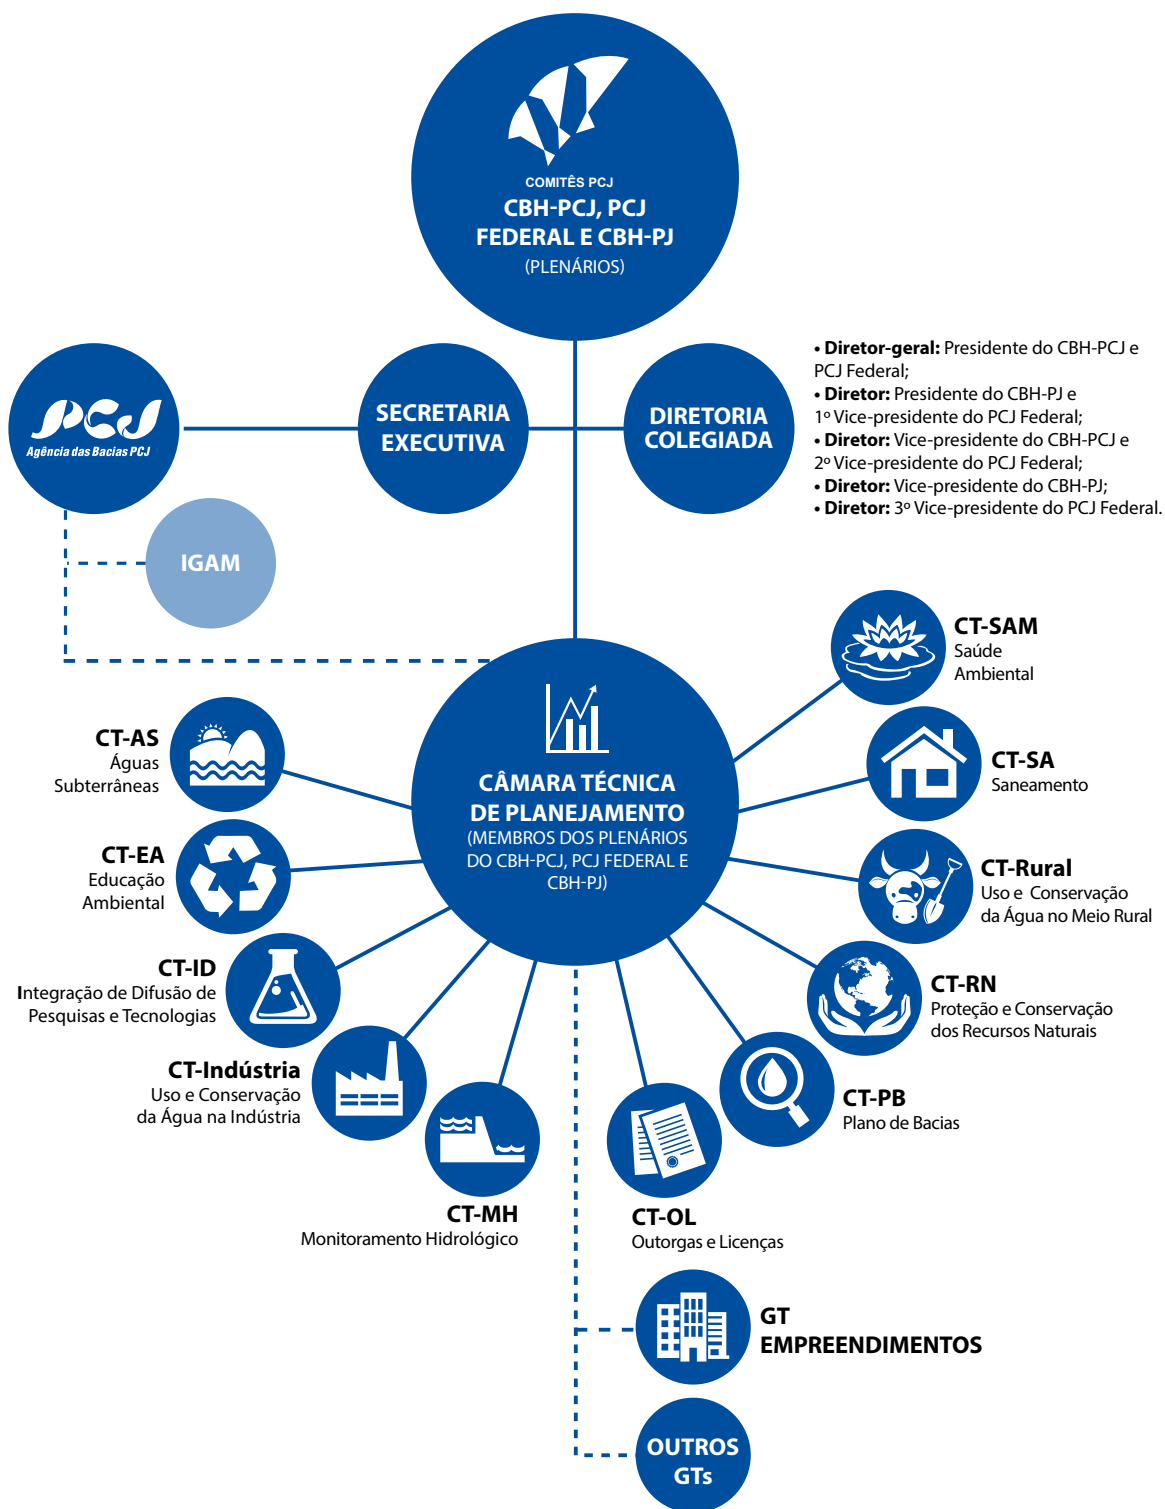 COMITÊS PCJ
CBH-PCJ, PCJ
FEDERAL E CBH-PJ
(PLENÁRIOS)
PCJ
Agência das Bacias PCJ
SECRETARIA
EXECUTIVA
DIRETORIA
COLEGIADA
• Diretor-geral: Presidente do CBH-PCJ e
PCJ Federal;
• Diretor: Presidente do CBH-PJ e
1º Vice-presidente do PCJ Federal;
• Diretor: Vice-presidente do CBH-PCJ e
2º Vice-presidente do PCJ Federal;
• Diretor: Vice-presidente do CBH-PJ;
• Diretor: 3º Vice-presidente do PCJ Federal.
IGAM
CÂMARA TÉCNICA
DE PLANEJAMENTO
(MEMBROS DOS PLENÁRIOS
DO CBH-PCJ, PCJ FEDERAL E
CBH-PJ)
CT-AS
Águas
Subterrâneas
CT-EA
Educação
Ambiental
CT-ID
Integração de Difusão de
Pesquisas e Tecnologias
CT-Indústria
Uso e Conservação
da Água na Indústria
CT-MH
Monitoramento Hidrológico
CT-SAM
Saúde
Ambiental
CT-SA
Saneamento
CT-Rural
Uso e Conservação
da Água no Meio Rural
CT-RN
Proteção e Conservação
dos Recursos Naturais
CT-PB
Plano de Bacias
CT-OL
Outorgas e Licenças
GT
EMPREENDIMENTOS
OUTROS
GTs